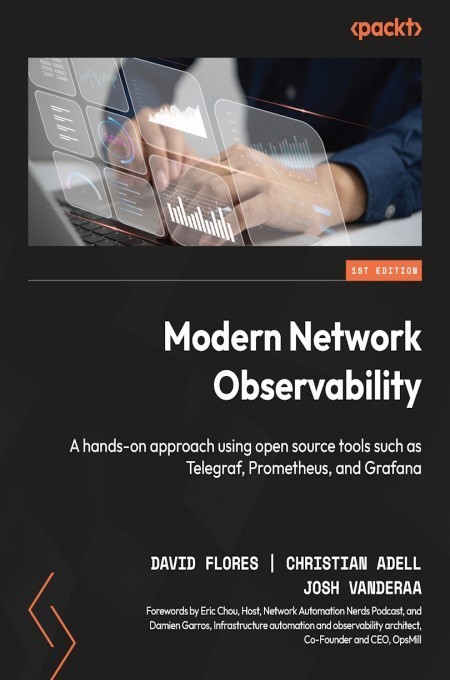 <packt>
1ST EDITION
Modern Network
Observability
A hands-on approach using open source tools such as
Telegraf, Prometheus, and Grafana
DAVID FLORES | CHRISTIAN ADELL
JOSH VANDERAA
Forewords by Eric Chou, Host, Network Automation Nerds Podcast, and
Damien Garros, Infrastructure automation and observability architect,
Co-Founder and CEO, OpsMill